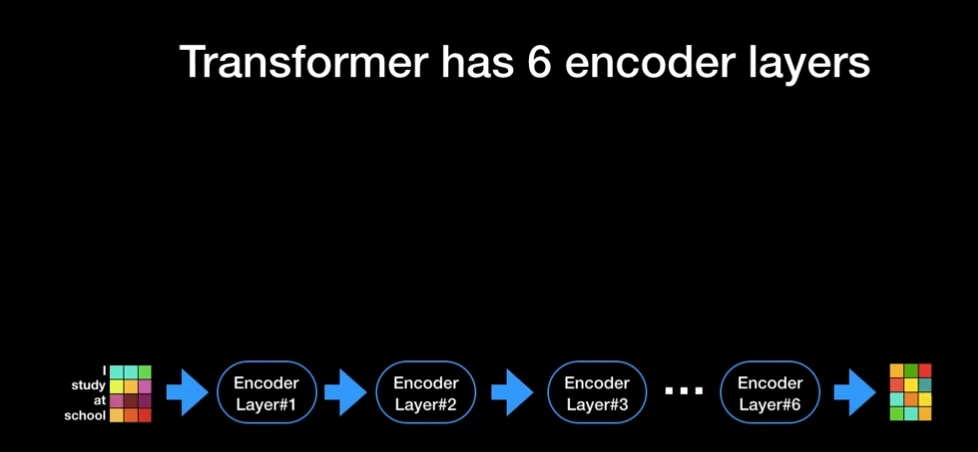 Transformer has 6 encoder layers
I
study
at
school
Encoder
Layer#1
Encoder
Layer#2
Encoder
Layer#3
...
Encoder
Layer#6